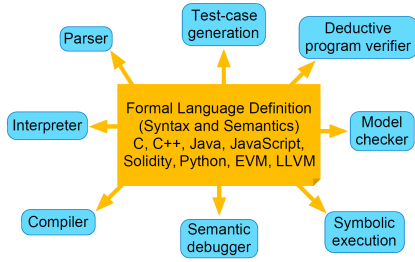 Test-case
generation
Parser
Deductive
program verifier
Formal Language Definition
(Syntax and Semantics)
C, C++, Java, JavaScript,
Solidity, Python, EVM, LLVM
Interpreter
Model
checker
Compiler
Semantic
debugger
Symbolic
execution